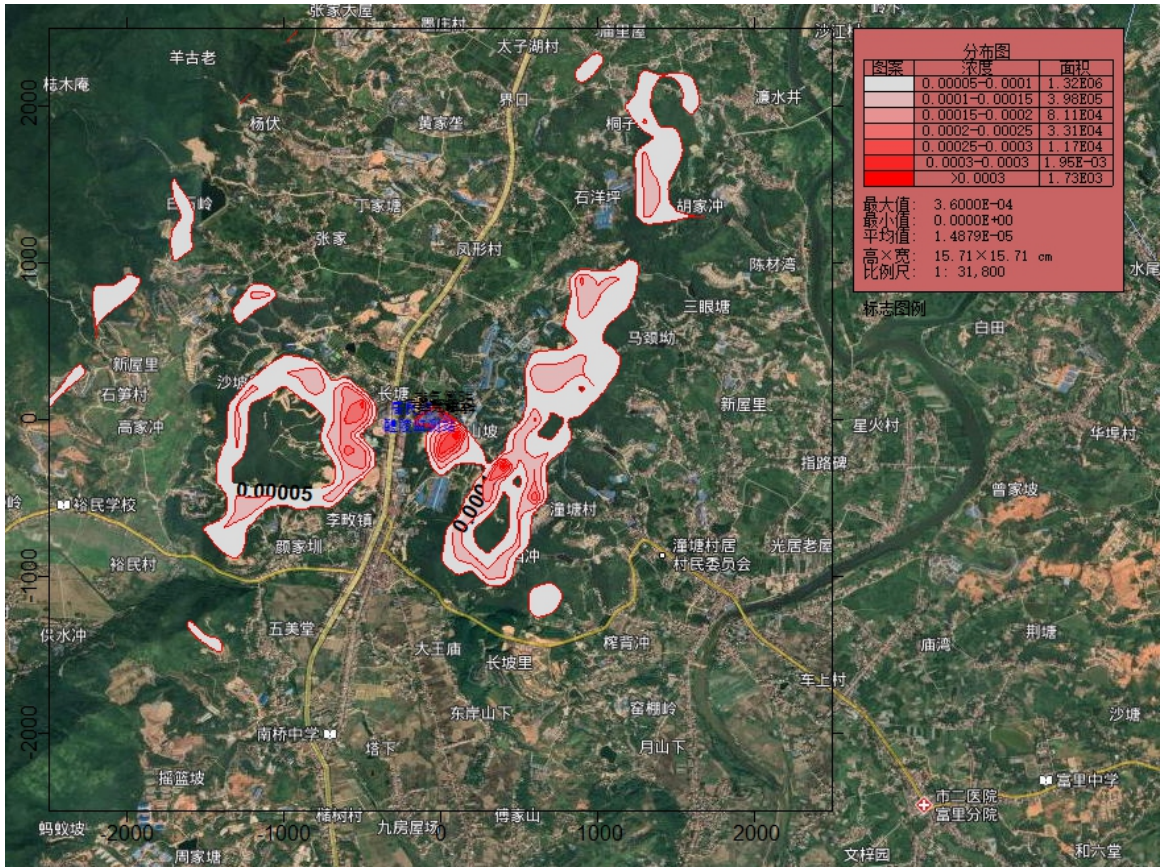 张家大屋
墨庄村
庙里屋
岭下
沙江村
太子湖村
羊古老
桎木庵
界口
濂水井
杨伏
黄家垄
桐子
2000
分布图
图案 浓度 面积
0.00005-0.0001 1.32E06
0.0001-0.00015 3.98E05
0.00015-0.0002 8.11E04
0.0002-0.00025 3.31E04
0.00025-0.0003 1.17E04
0.0003-0.0003 1.95E-03
>0.0003 1.73E03
最大值: 3.6000E-04
最小值: 0.0000E+00
平均值: 1.4879E-05
高×宽: 15.71×15.71 cm
比例尺: 1: 31,800
标志图例
石洋坪
胡家冲
丁家塘
张家
凤形村
1000
陈材湾
水尾
三眼塘
白田
马颈坳
新屋里
石笋村
沙坡
长塘
新屋里
0
高家冲
山坡
星火村
华埠村
指路碑
0.00005
曾家坡
岭
裕民学校
李畋镇
潼塘村
颜家圳
裕民村
潼塘村居
村民委员会
光居老屋
-1000
供水冲
五美堂
大王庙
长坡里
榨背冲
荆塘
庙湾
车上村
东岸山下
窑棚岭
沙塘
-2000
南桥中学
塔下
月山下
摇篮坡
富里中学
市二医院
富里分院
蚂蚁坡
九房屋场
傅家山
周家塘
文梓园
和六堂
-2000
-1000
0
1000
2000